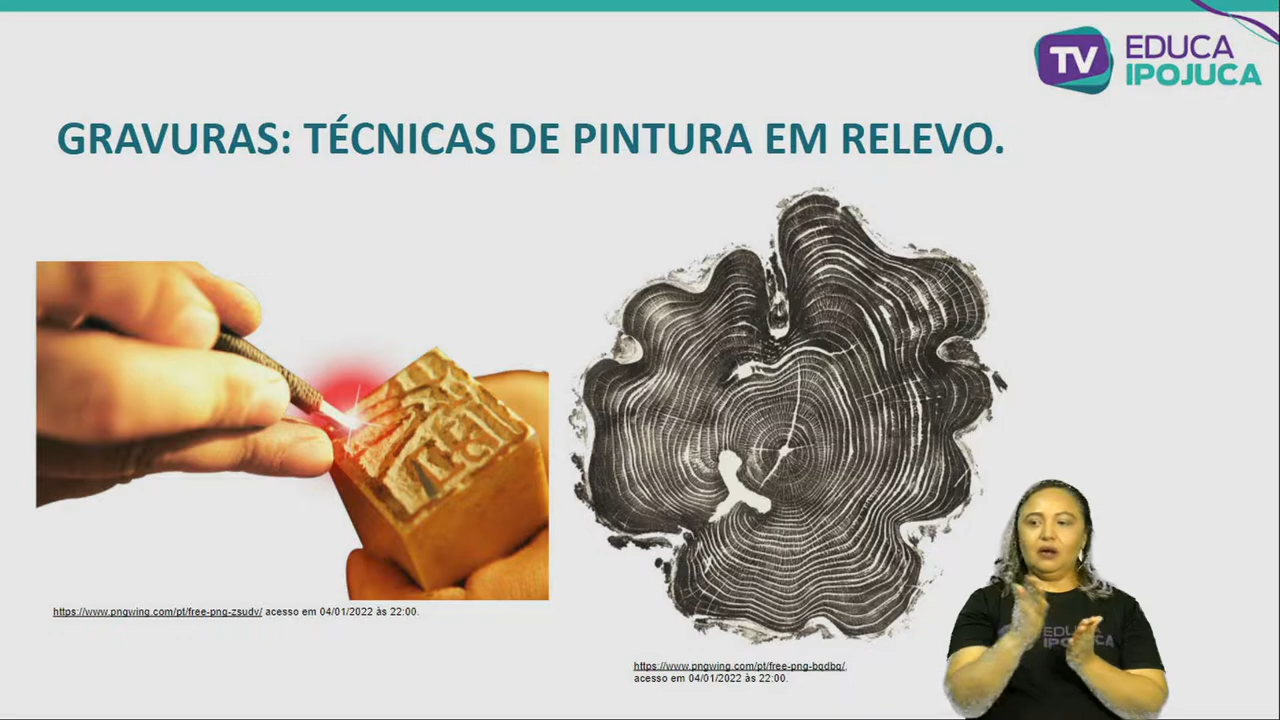 TV EDUCA
IPOJUCA
GRAVURAS: TÉCNICAS DE PINTURA EM RELEVO.
https://www.pngwing.com/pt/free-png-zsudv/ acesso em 04/01/2022 às 22:00.
https://www.pngwing.com/pt/free-png-bqdbq/,
acesso em 04/01/2022 às 22:00.
EDUCA
IPOJUCA